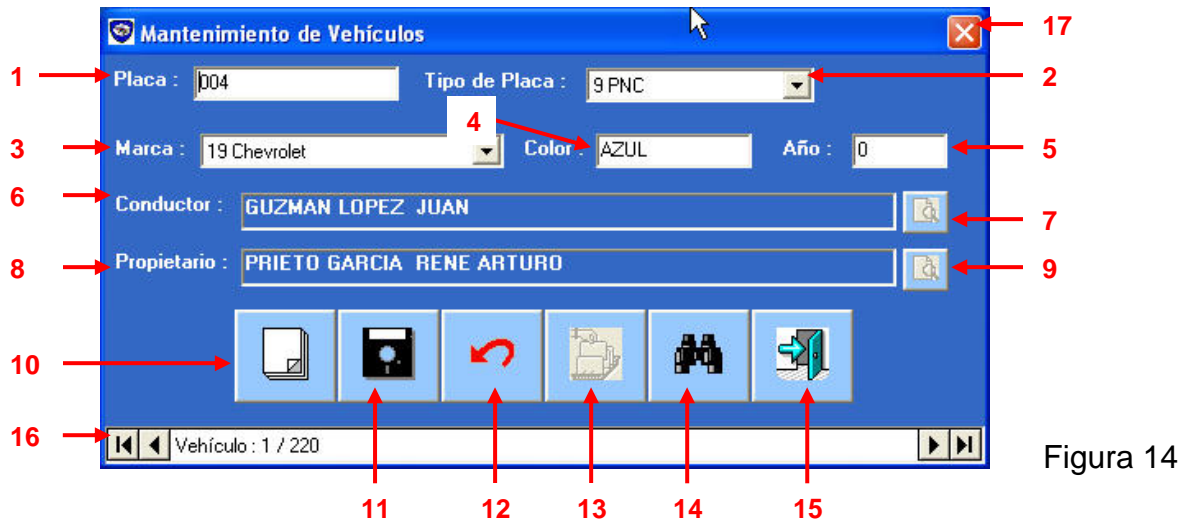 Mantenimiento de Vehículos 17
1 Placa : 004 Tipo de Placa : 9 PNC 2
3 Marca : 19 Chevrolet 4 Color : AZUL Año : 0 5
6 Conductor : GUZMAN LOPEZ JUAN 7
8 Propietario : PRIETO GARCIA RENE ARTURO 9
10
16 Vehículo : 1 / 220
Figura 14
11 12 13 14 15